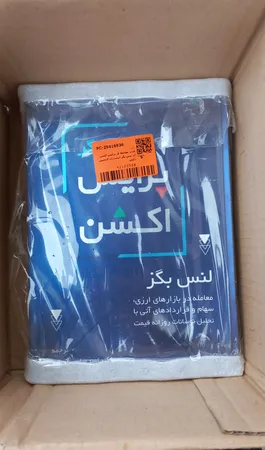 پرایس
اکشن
لنس بگز
معامله در بازارهای ارزی،
سهام و قراردادهای آتی با
تحلیل نوسانات روزانه قیمت